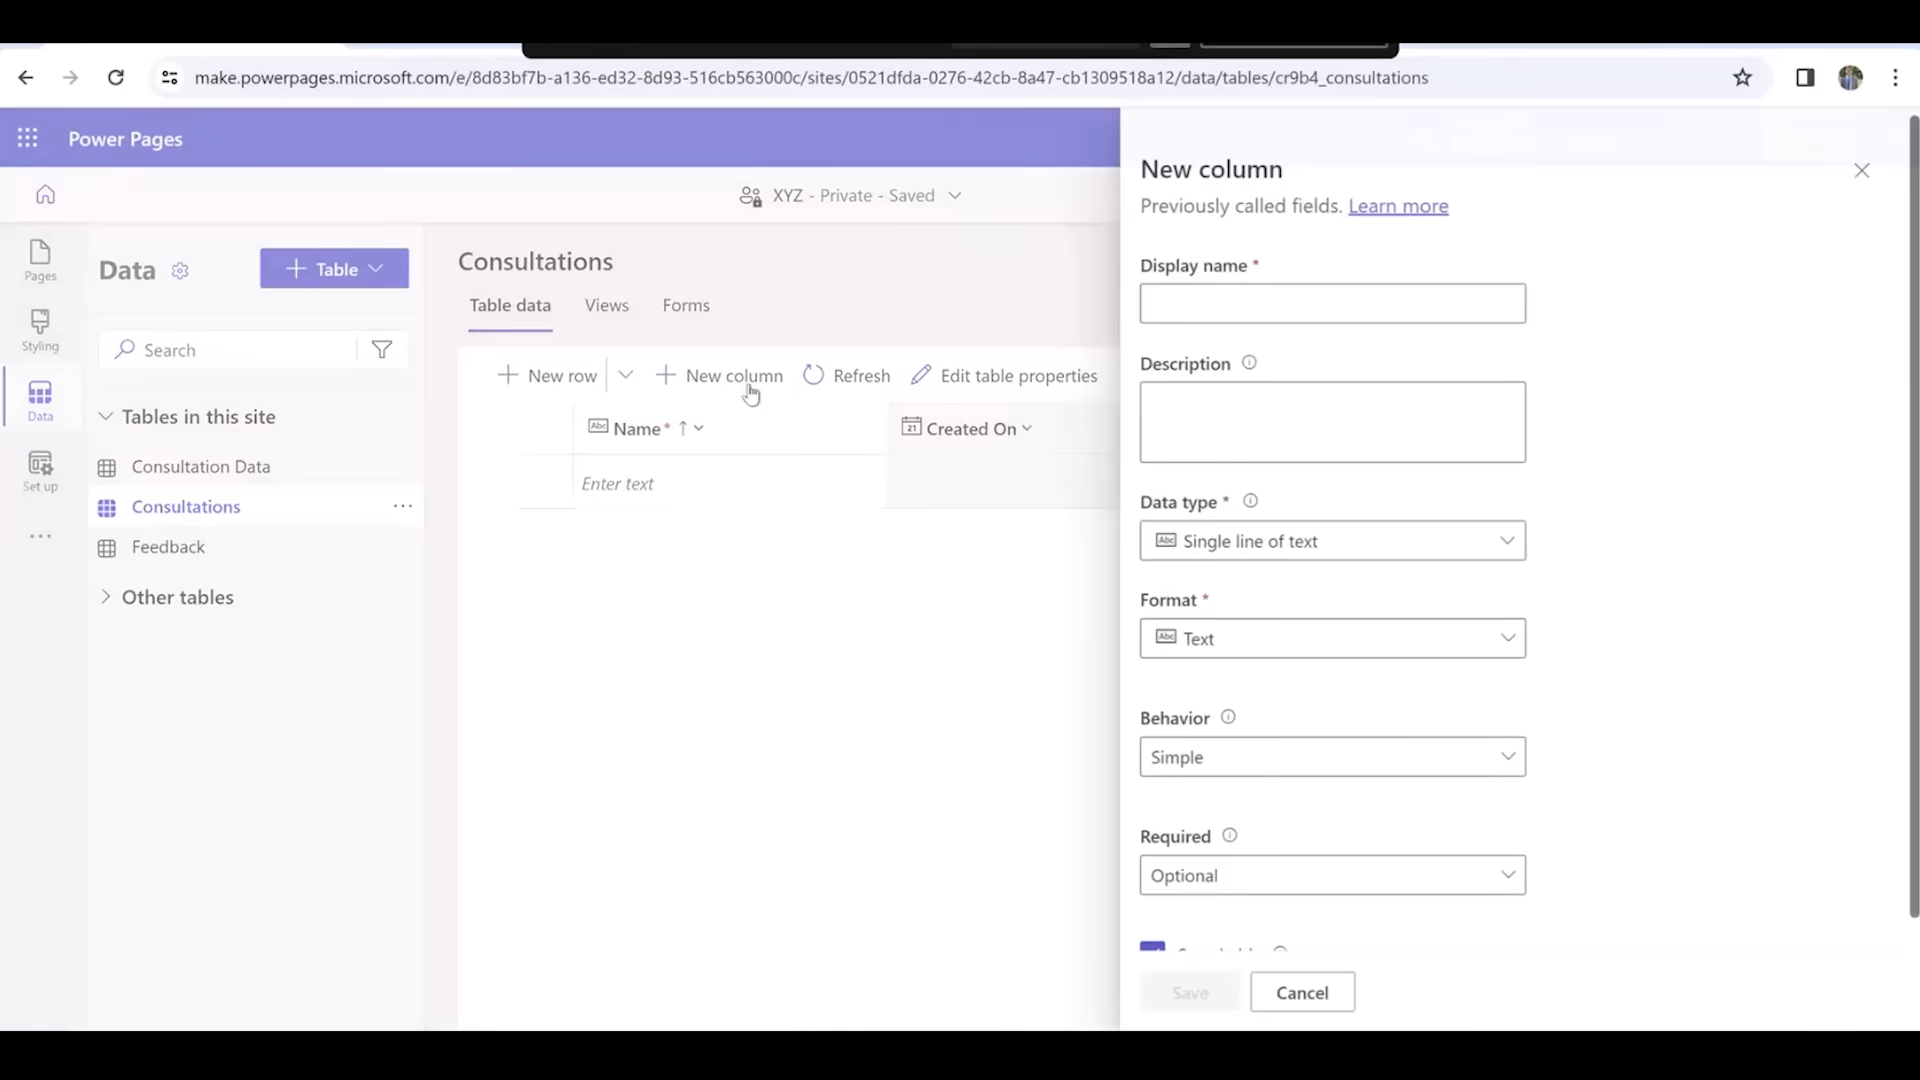 make.powerpages.microsoft.com/e/8d83bf7b-a136-ed32-8d93-516cb563000c/sites/0521dfda-0276-42cb-8a47-cb1309518a12/data/tables/cr9b4_consultations
Power Pages
XYZ - Private - Saved
Pages
Styling
Data
Set up
Data
+ Table
Search
Tables in this site
Consultation Data
Consultations
Feedback
Other tables
Consultations
Table data Views Forms
+ New row + New column Refresh Edit table properties
Abc Name* ↑ 21 Created On
Enter text
New column
Previously called fields. Learn more
Display name *
Description
Data type *
Abc Single line of text
Format *
Abc Text
Behavior
Simple
Required
Optional
Save Cancel